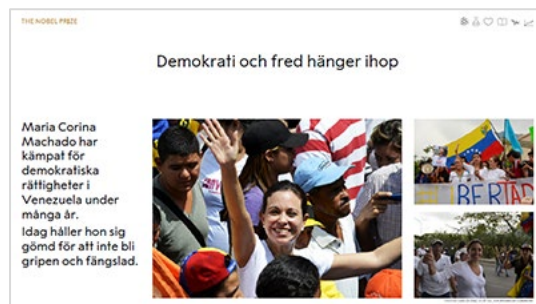 THE NOBEL PRIZE
Demokrati och fred hänger ihop
Maria Corina
Machado har
kämpat för
demokratiska
rättigheter i
Venezuela under
många år.
Idag håller hon sig
gömd för att inte bli
gripen och fängslad.
BERTAD